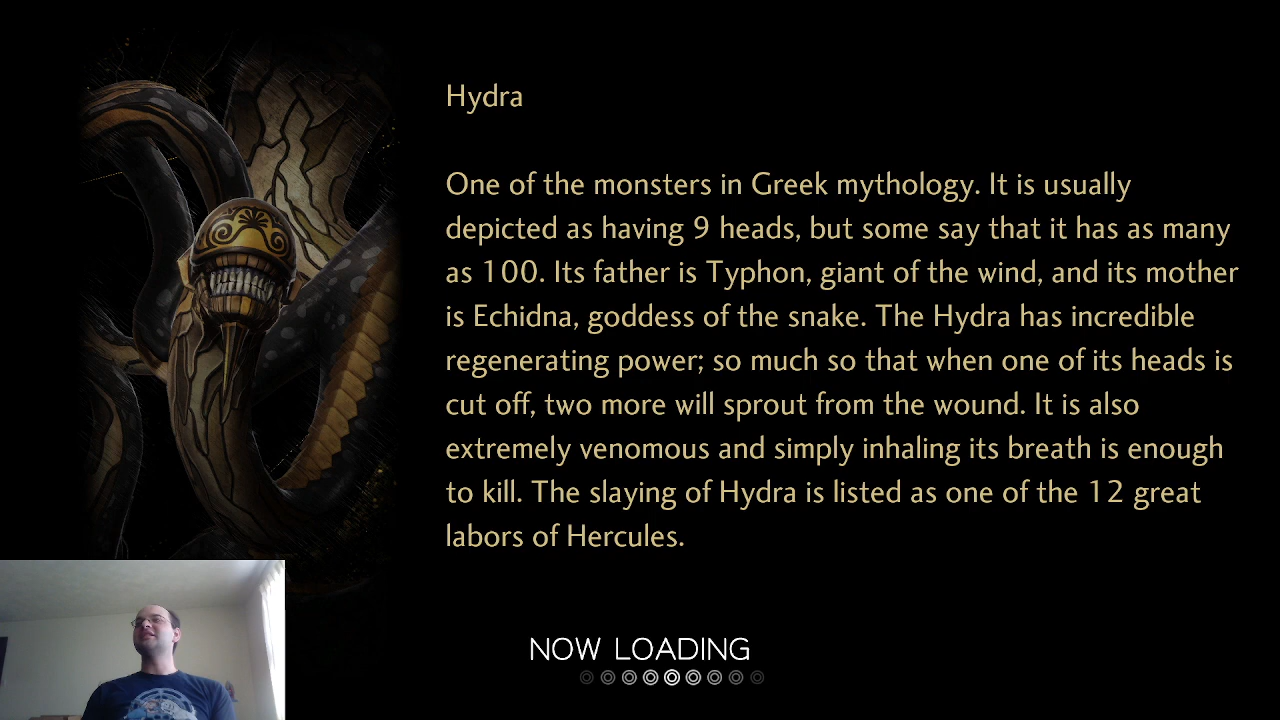 Hydra
One of the monsters in Greek mythology. It is usually
depicted as having 9 heads, but some say that it has as many
as 100. Its father is Typhon, giant of the wind, and its mother
is Echidna, goddess of the snake. The Hydra has incredible
regenerating power; so much so that when one of its heads is
cut off, two more will sprout from the wound. It is also
extremely venomous and simply inhaling its breath is enough
to kill. The slaying of Hydra is listed as one of the 12 great
labors of Hercules.
NOW LOADING